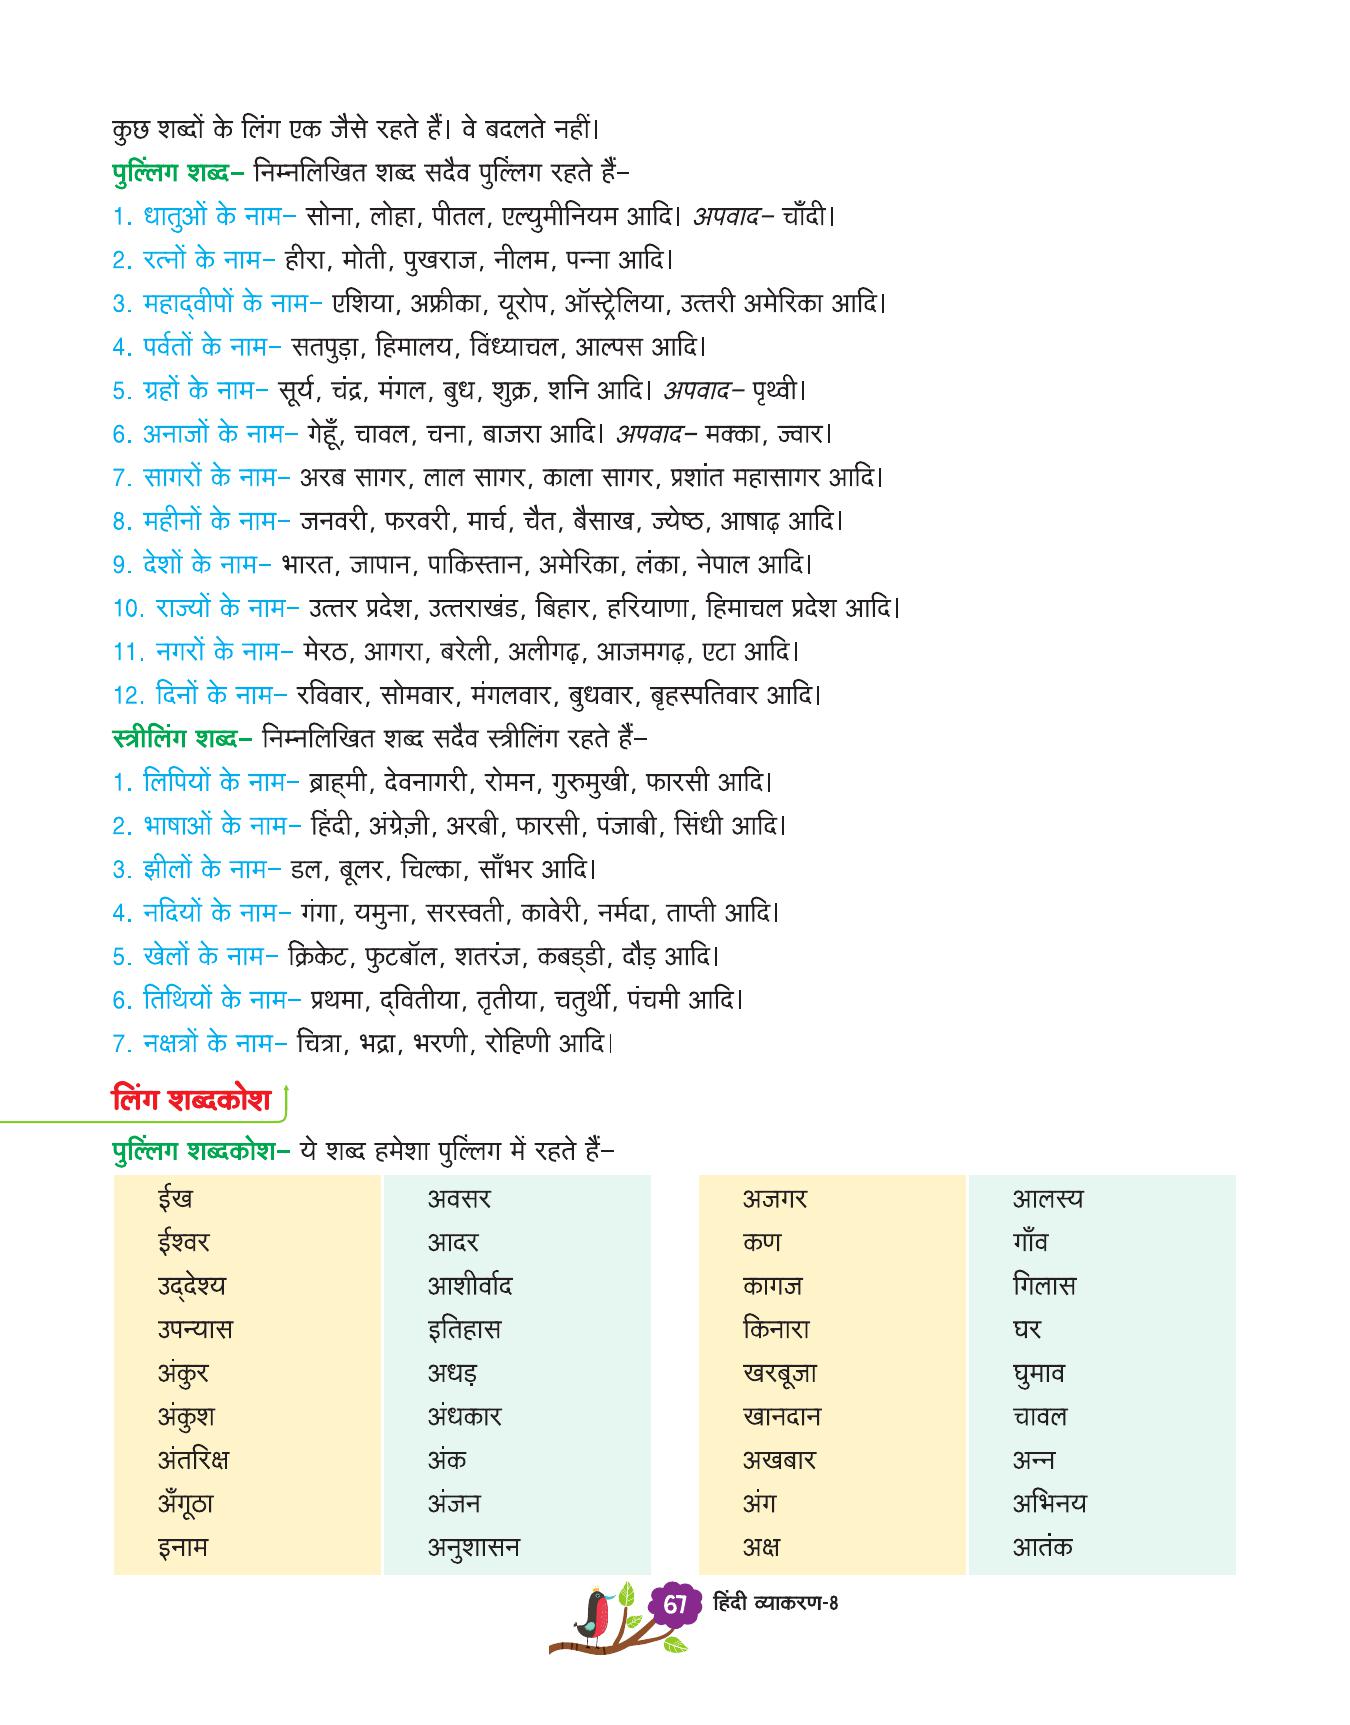 कुछ शब्दों के लिंग एक जैसे रहते हैं। वे बदलते नहीं।
पुल्लिंग शब्द– निम्नलिखित शब्द सदैव पुल्लिंग रहते हैं–
1. धातुओं के नाम– सोना, लोहा, पीतल, एल्युमीनियम आदि। अपवाद– चाँदी।
2. रत्नों के नाम– हीरा, मोती, पुखराज, नीलम, पन्ना आदि।
3. महाद्‌वीपों के नाम– एशिया, अफ्रीका, यूरोप, ऑस्ट्रेलिया, उत्तरी अमेरिका आदि।
4. पर्वतों के नाम– सतपुड़ा, हिमालय, विंध्याचल, आल्पस आदि।
5. ग्रहों के नाम– सूर्य, चंद्र, मंगल, बुध, शुक्र, शनि आदि। अपवाद– पृथ्वी।
6. अनाजों के नाम– गेहूँ, चावल, चना, बाजरा आदि। अपवाद– मक्का, ज्वार।
7. सागरों के नाम– अरब सागर, लाल सागर, काला सागर, प्रशांत महासागर आदि।
8. महीनों के नाम– जनवरी, फरवरी, मार्च, चैत, बैसाख, ज्येष्ठ, आषाढ़ आदि।
9. देशों के नाम– भारत, जापान, पाकिस्तान, अमेरिका, लंका, नेपाल आदि।
10. राज्यों के नाम– उत्तर प्रदेश, उत्तराखंड, बिहार, हरियाणा, हिमाचल प्रदेश आदि।
11. नगरों के नाम– मेरठ, आगरा, बरेली, अलीगढ़, आजमगढ़, एटा आदि।
12. दिनों के नाम– रविवार, सोमवार, मंगलवार, बुधवार, बृहस्पतिवार आदि।
स्त्रीलिंग शब्द– निम्नलिखित शब्द सदैव स्त्रीलिंग रहते हैं–
1. लिपियों के नाम– ब्राह्‌मी, देवनागरी, रोमन, गुरुमुखी, फारसी आदि।
2. भाषाओं के नाम– हिंदी, अंग्रेज़ी, अरबी, फारसी, पंजाबी, सिंधी आदि।
3. झीलों के नाम– डल, बूलर, चिल्का, साँभर आदि।
4. नदियों के नाम– गंगा, यमुना, सरस्वती, कावेरी, नर्मदा, ताप्ती आदि।
5. खेलों के नाम– क्रिकेट, फुटबॉल, शतरंज, कबड्‌डी, दौड़ आदि।
6. तिथियों के नाम– प्रथमा, द्‌वितीया, तृतीया, चतुर्थी, पंचमी आदि।
7. नक्षत्रों के नाम– चित्रा, भद्रा, भरणी, रोहिणी आदि।
लिंग शब्दकोश
पुल्लिंग शब्दकोश– ये शब्द हमेशा पुल्लिंग में रहते हैं–
ईख अवसर अजगर आलस्य
ईश्वर आदर कण गाँव
उद्‌देश्य आशीर्वाद कागज गिलास
उपन्यास इतिहास किनारा घर
अंकुर अधड़ खरबूजा घुमाव
अंकुश अंधकार खानदान चावल
अंतरिक्ष अंक अखबार अन्न
अँगूठा अंजन अंग अभिनय
इनाम अनुशासन अक्ष आतंक
67 हिंदी व्याकरण-8